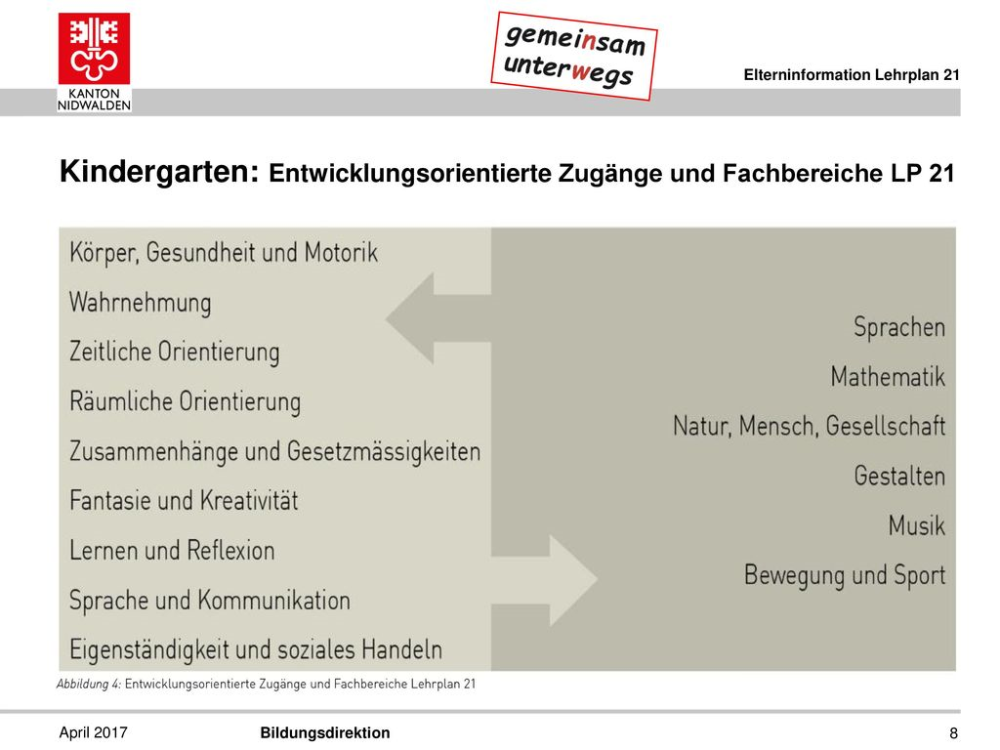 KANTON
NIDWALDEN
gemeinsam
unterwegs
Elterninformation Lehrplan 21
Kindergarten: Entwicklungsorientierte Zugänge und Fachbereiche LP 21
Körper, Gesundheit und Motorik
Wahrnehmung
Zeitliche Orientierung
Räumliche Orientierung
Zusammenhänge und Gesetzmässigkeiten
Fantasie und Kreativität
Lernen und Reflexion
Sprache und Kommunikation
Eigenständigkeit und soziales Handeln
Sprachen
Mathematik
Natur, Mensch, Gesellschaft
Gestalten
Musik
Bewegung und Sport
Abbildung 4: Entwicklungsorientierte Zugänge und Fachbereiche Lehrplan 21
April 2017 Bildungsdirektion 8